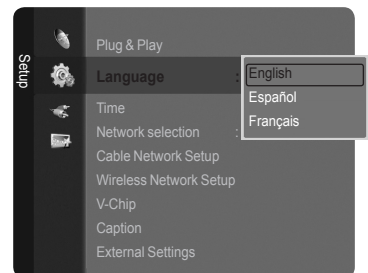 Setup
Plug & Play
Language : English
Español
Français
Time
Network selection :
Cable Network Setup
Wireless Network Setup
V-Chip
Caption
External Settings